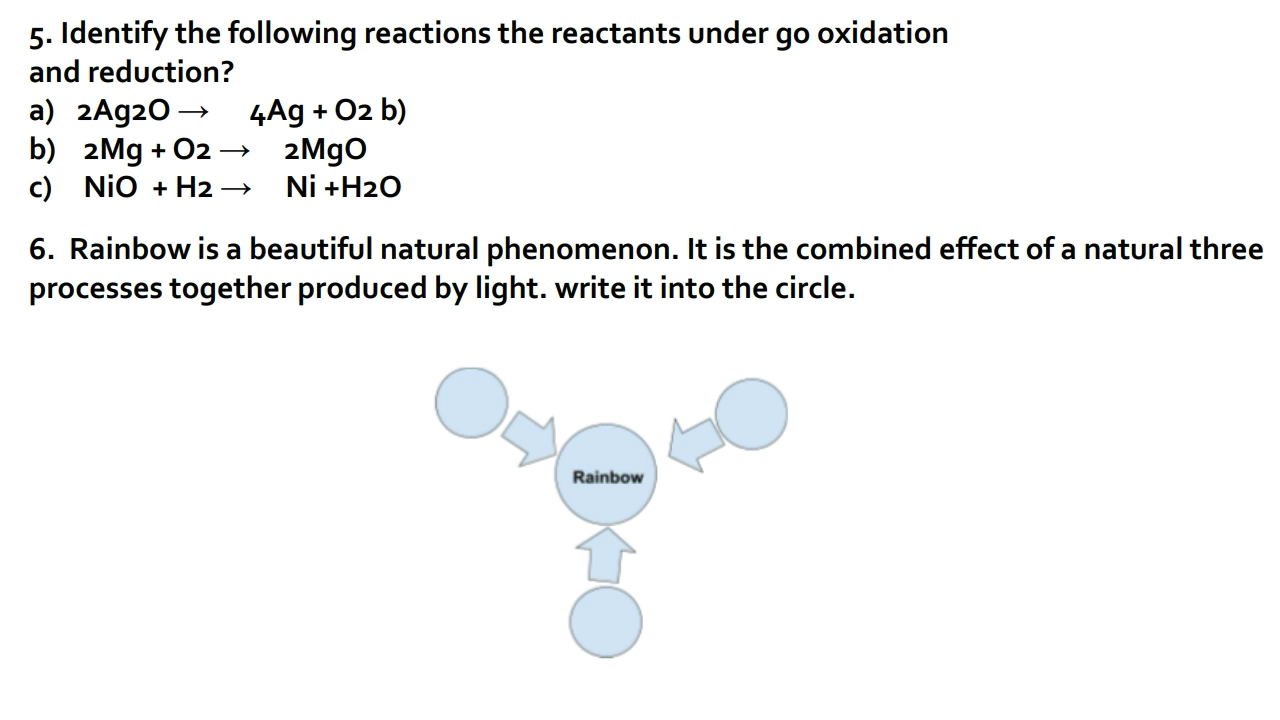 5. Identify the following reactions the reactants under go oxidation
and reduction?
a) 2Ag2O → 4Ag + O2 b)
b) 2Mg + O2 → 2MgO
c) NiO + H2 → Ni +H2O
6. Rainbow is a beautiful natural phenomenon. It is the combined effect of a natural three
processes together produced by light. write it into the circle.
Rainbow